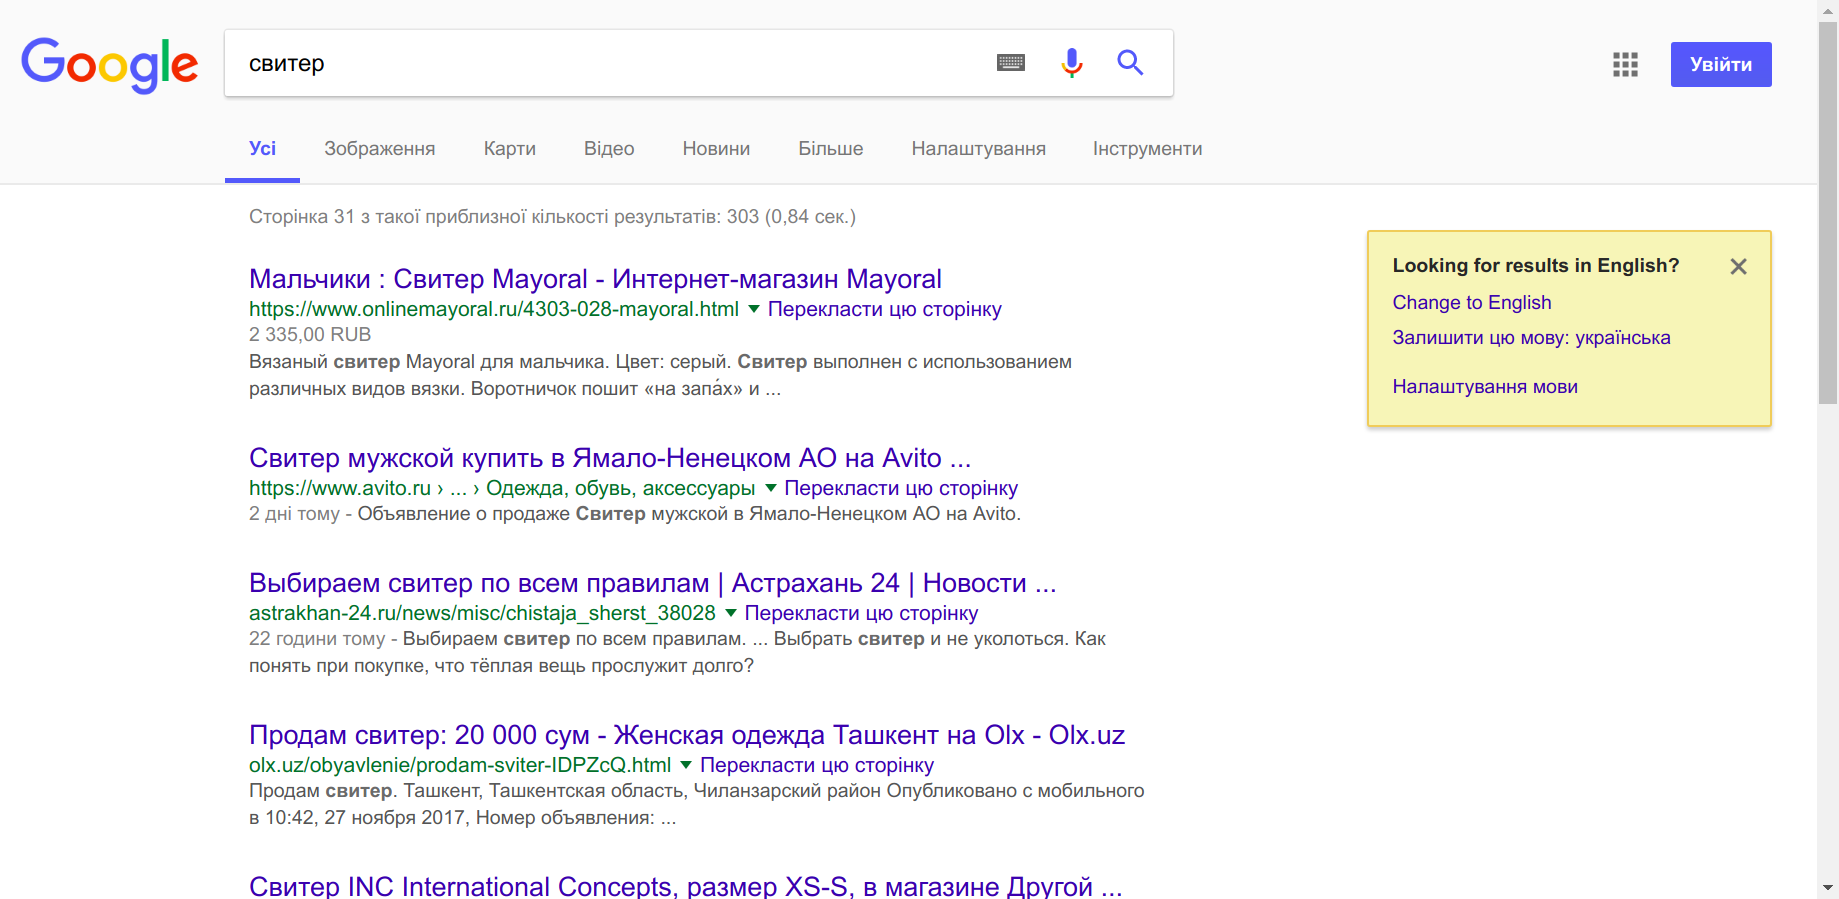 Google
свитер
Увійти
Усі Зображення Карти Відео Новини Більше Налаштування Інструменти
Сторінка 31 з такої приблизної кількості результатів: 303 (0,84 сек.)
Мальчики : Свитер Mayoral - Интернет-магазин Mayoral
https://www.onlinemayoral.ru/4303-028-mayoral.html Перекласти цю сторінку
2 335,00 RUB
Вязаный свитер Mayoral для мальчика. Цвет: серый. Свитер выполнен с использованием
различных видов вязки. Воротничок пошит «на запа́х» и ...
Свитер мужской купить в Ямало-Ненецком АО на Avito ...
https://www.avito.ru › ... › Одежда, обувь, аксессуары Перекласти цю сторінку
2 дні тому - Объявление о продаже Свитер мужской в Ямало-Ненецком АО на Avito.
Выбираем свитер по всем правилам | Астрахань 24 | Новости ...
astrakhan-24.ru/news/misc/chistaja_sherst_38028 Перекласти цю сторінку
22 години тому - Выбираем свитер по всем правилам. ... Выбрать свитер и не уколоться. Как
понять при покупке, что тёплая вещь прослужит долго?
Продам свитер: 20 000 сум - Женская одежда Ташкент на Olx - Olx.uz
olx.uz/obyavlenie/prodam-sviter-IDPZcQ.html Перекласти цю сторінку
Продам свитер. Ташкент, Ташкентская область, Чиланзарский район Опубликовано с мобильного
в 10:42, 27 ноября 2017, Номер объявления: ...
Свитер INC International Concepts, размер XS-S, в магазине Другой ...
Looking for results in English?
Change to English
Залишити цю мову: українська
Налаштування мови